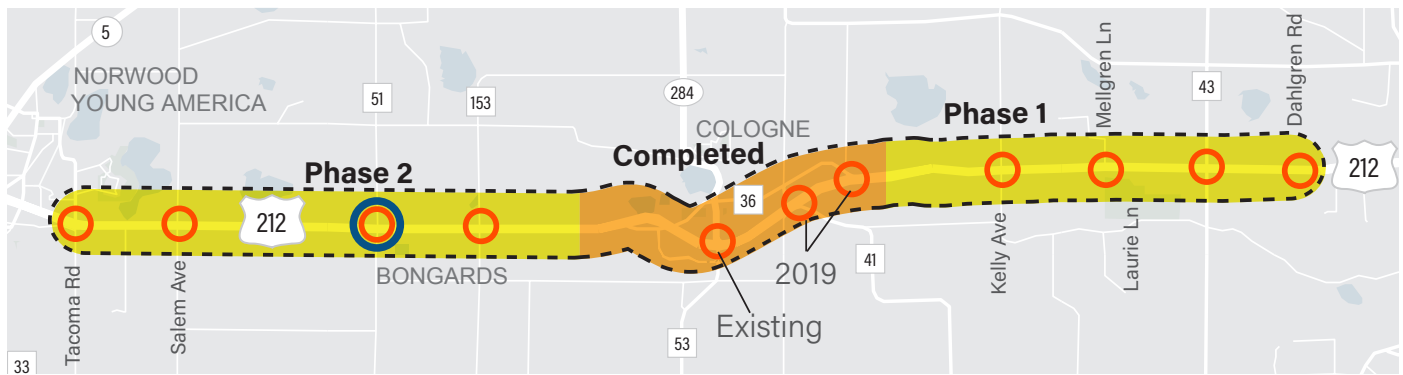 5
NORWOOD
YOUNG AMERICA
51
153
284
COLOGNE
Completed
Phase 1
Mellgren Ln
43
Dahlgren Rd
212
Phase 2
212
36
BONGARDS
2019
41
Existing
53
33
Tacoma Rd
Salem Ave
Kelly Ave
Laurie Ln